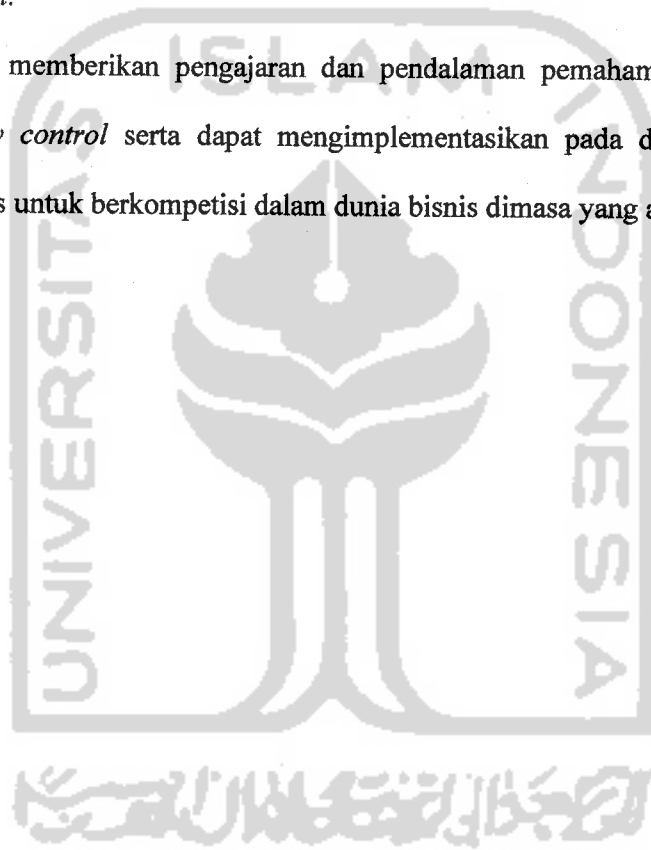 memberikan pengajaran dan pendalaman pemaham
y control serta dapat mengimplementasikan pada d
s untuk berkompetisi dalam dunia bisnis dimasa yang a
UNIVERSITAS
ISLAM
INDONESIA